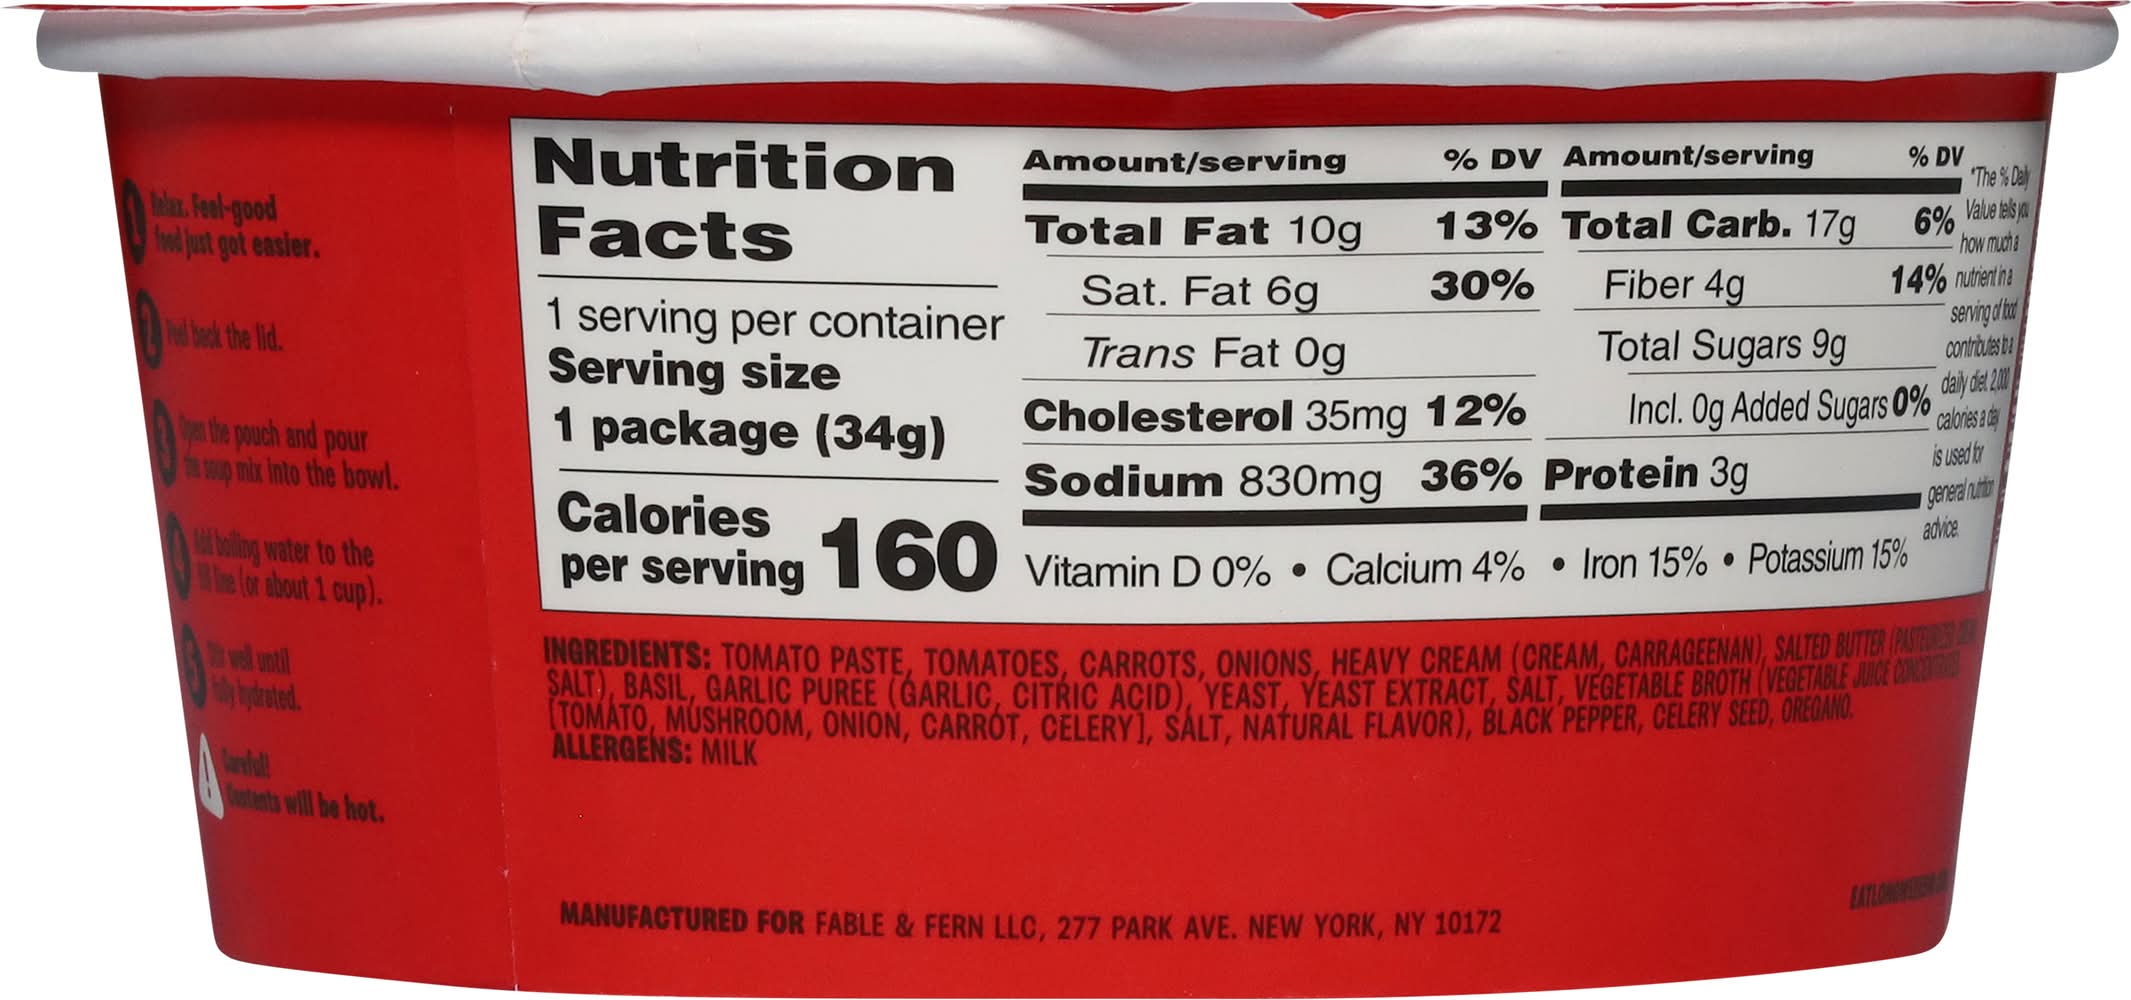 1 Relax. Feel-good
food just got easier.
2 Peel back the lid.
3 Open the pouch and pour
the soup mix into the bowl.
4 Add boiling water to the
fill line (or about 1 cup).
5 Stir well until
fully hydrated.
Careful!
Contents will be hot.
Nutrition
Facts
1 serving per container
Serving size
1 package (34g)
Calories
per serving 160
Amount/serving % DV
Total Fat 10g 13%
Sat. Fat 6g 30%
Trans Fat 0g
Cholesterol 35mg 12%
Sodium 830mg 36%
Amount/serving % DV
Total Carb. 17g 6%
Fiber 4g 14%
Total Sugars 9g
Incl. 0g Added Sugars 0%
Protein 3g
Vitamin D 0% • Calcium 4% • Iron 15% • Potassium 15%
*The % Daily
Value tells you
how much a
nutrient in a
serving of food
contributes to a
daily diet. 2,000
calories a day
is used for
general nutrition
advice.
INGREDIENTS: TOMATO PASTE, TOMATOES, CARROTS, ONIONS, HEAVY CREAM (CREAM, CARRAGEENAN), SALTED BUTTER (PASTEURIZED CREAM,
SALT), BASIL, GARLIC PUREE (GARLIC, CITRIC ACID), YEAST, YEAST EXTRACT, SALT, VEGETABLE BROTH (VEGETABLE JUICE CONCENTRATES
[TOMATO, MUSHROOM, ONION, CARROT, CELERY], SALT, NATURAL FLAVOR), BLACK PEPPER, CELERY SEED, OREGANO.
ALLERGENS: MILK
MANUFACTURED FOR FABLE & FERN LLC, 277 PARK AVE. NEW YORK, NY 10172